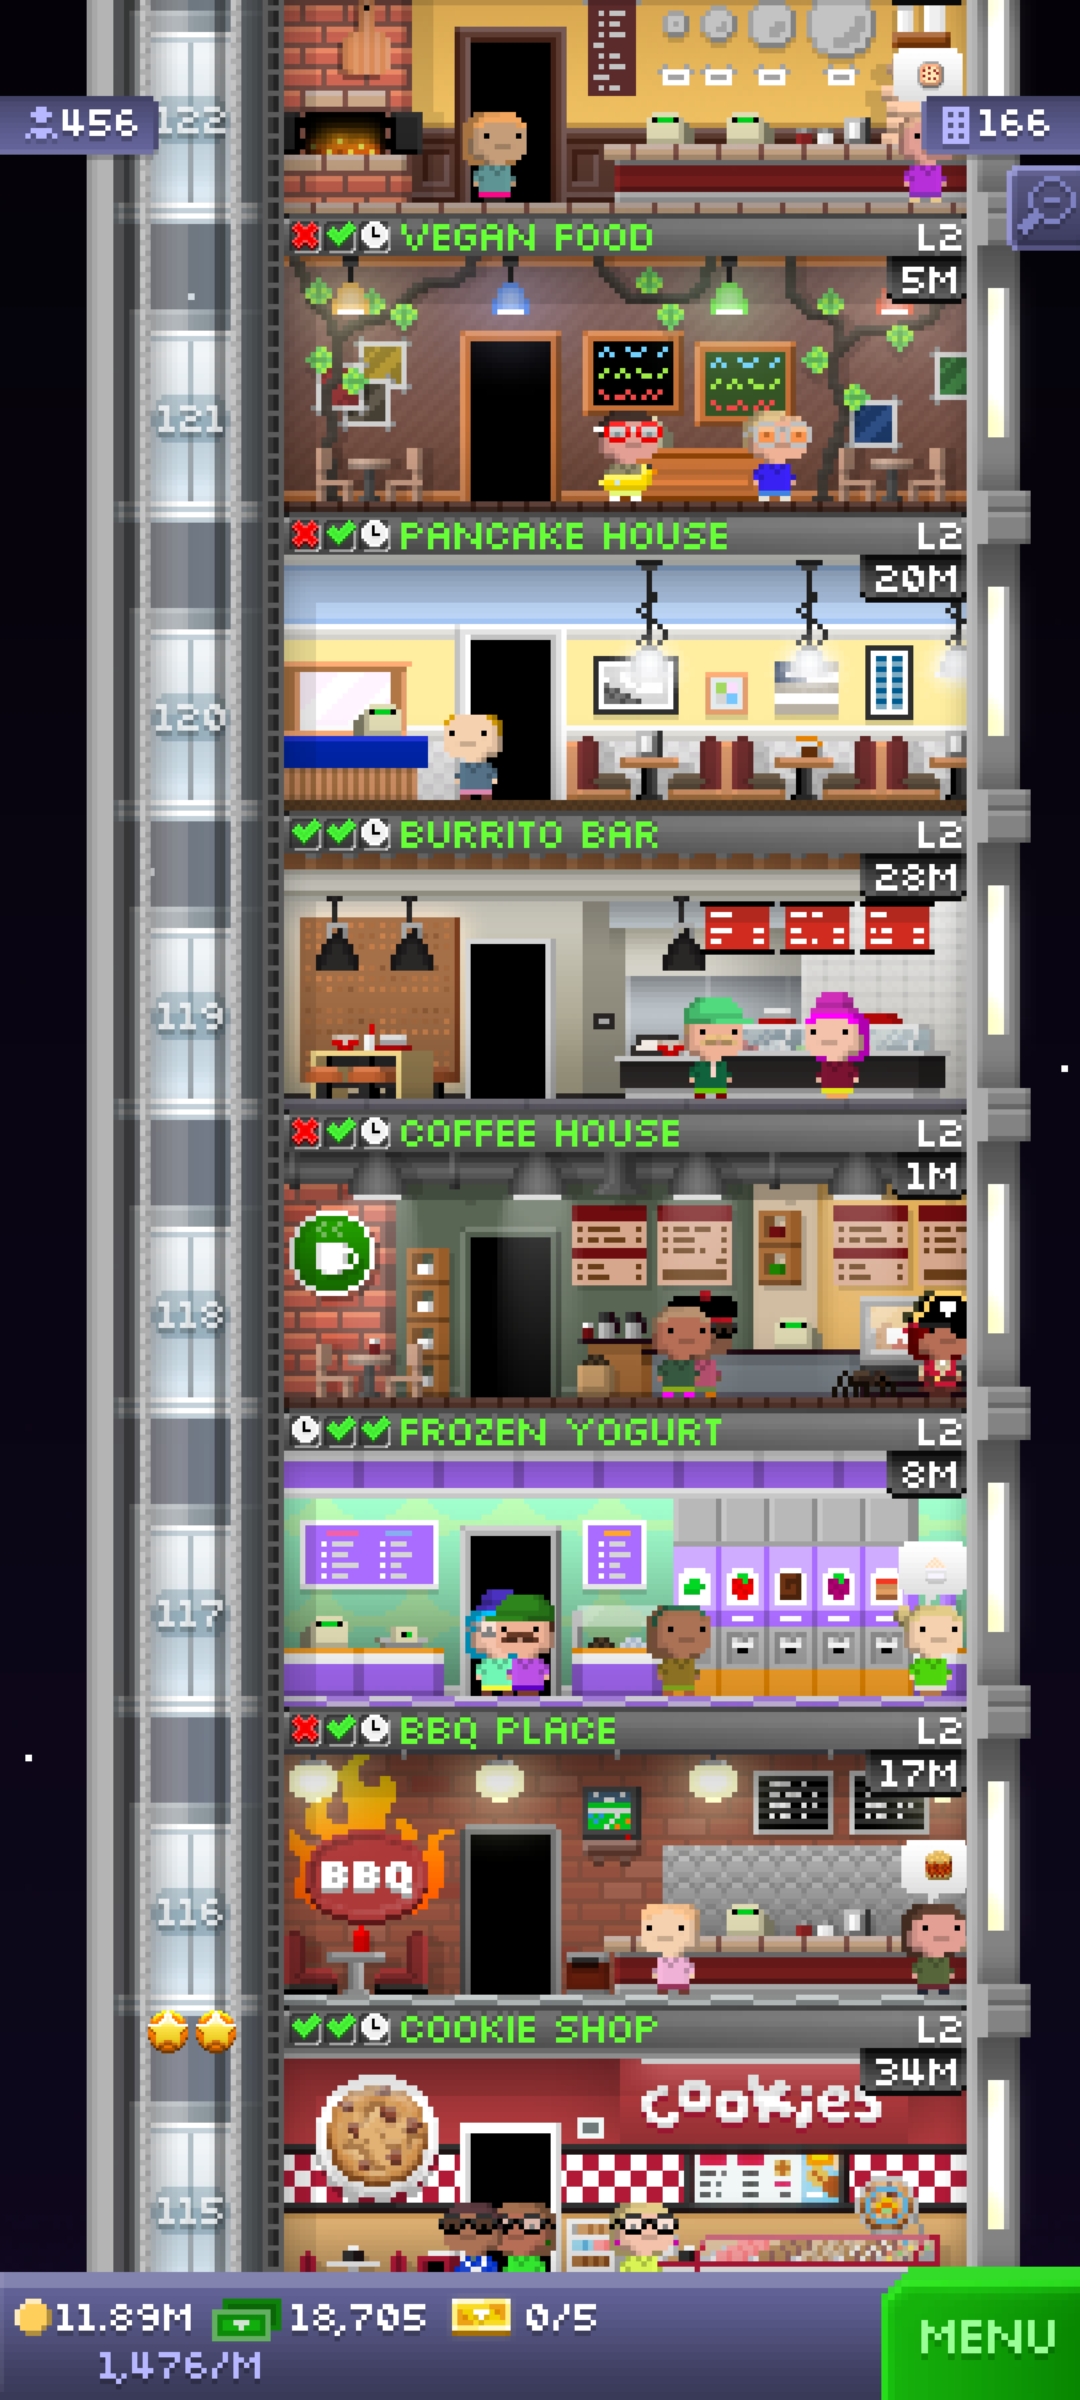 456
122
166
VEGAN FOOD L2
5M
121
PANCAKE HOUSE L2
20M
120
BURRITO BAR L2
28M
119
COFFEE HOUSE L2
1M
118
FROZEN YOGURT L2
8M
117
BBQ PLACE L2
17M
BBQ
116
COOKIE SHOP L2
34M
cookies
115
11.89M 18,705 0/5
1,476/M
MENU